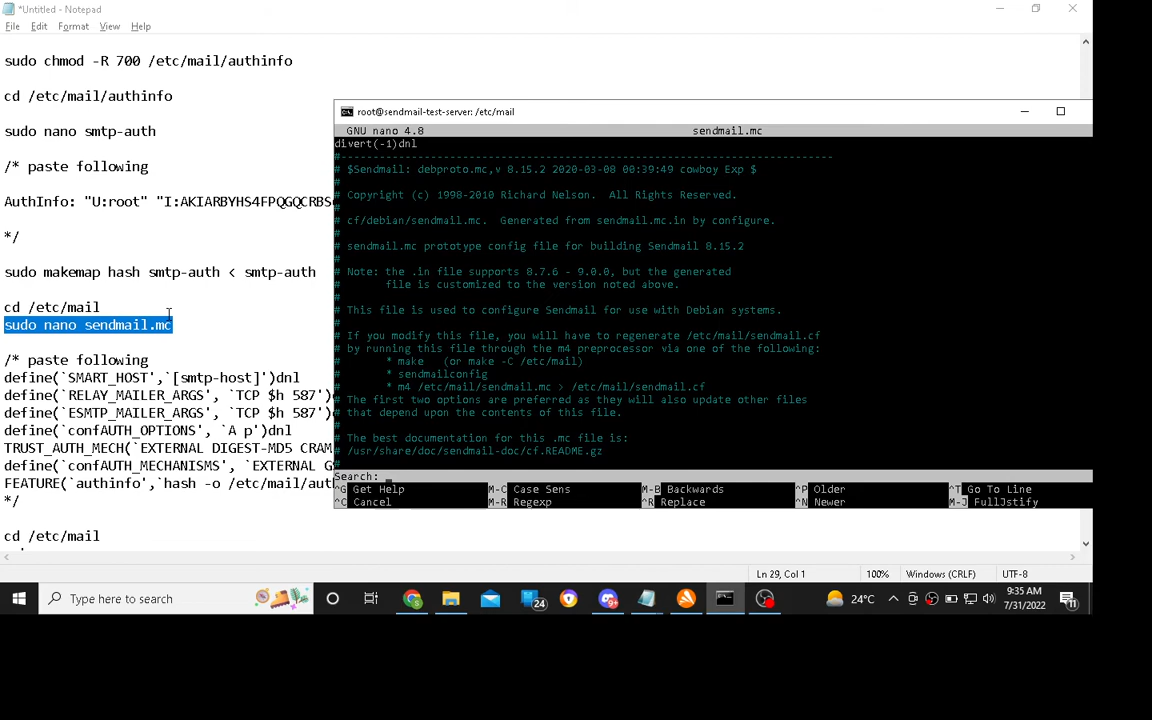 *Untitled - Notepad
File Edit Format View Help
sudo chmod -R 700 /etc/mail/authinfo
cd /etc/mail/authinfo
sudo nano smtp-auth
/* paste following
AuthInfo: "U:root" "I:AKIARBYHS4FPQGQCRBS
*/
sudo makemap hash smtp-auth < smtp-auth
cd /etc/mail
sudo nano sendmail.mc
/* paste following
define(`SMART_HOST',`[smtp-host]')dnl
define(`RELAY_MAILER_ARGS', `TCP $h 587')
define(`ESMTP_MAILER_ARGS', `TCP $h 587')
define(`confAUTH_OPTIONS', `A p')dnl
TRUST_AUTH_MECH(`EXTERNAL DIGEST-MD5 CRAM
define(`confAUTH_MECHANISMS', `EXTERNAL G
FEATURE(`authinfo',`hash -o /etc/mail/aut
*/
cd /etc/mail
root@sendmail-test-server: /etc/mail
GNU nano 4.8 sendmail.mc
divert(-1)dnl
#-----------------------------------------------------------------------------
# $Sendmail: debproto.mc,v 8.15.2 2020-03-08 00:39:49 cowboy Exp $
#
# Copyright (c) 1998-2010 Richard Nelson. All Rights Reserved.
#
# cf/debian/sendmail.mc. Generated from sendmail.mc.in by configure.
#
# sendmail.mc prototype config file for building Sendmail 8.15.2
#
# Note: the .in file supports 8.7.6 - 9.0.0, but the generated
# file is customized to the version noted above.
#
# This file is used to configure Sendmail for use with Debian systems.
#
# If you modify this file, you will have to regenerate /etc/mail/sendmail.cf
# by running this file through the m4 preprocessor via one of the following:
# * make (or make -C /etc/mail)
# * sendmailconfig
# * m4 /etc/mail/sendmail.mc > /etc/mail/sendmail.cf
# The first two options are preferred as they will also update other files
# that depend upon the contents of this file.
#
# The best documentation for this .mc file is:
# /usr/share/doc/sendmail-doc/cf.README.gz
#
Search:
^G Get Help M-C Case Sens M-B Backwards ^P Older ^T Go To Line
^C Cancel M-R Regexp ^R Replace ^N Newer M-J FullJstify
Ln 29, Col 1 100% Windows (CRLF) UTF-8
Type here to search 24 9+ 24°C 9:35 AM
7/31/2022 11